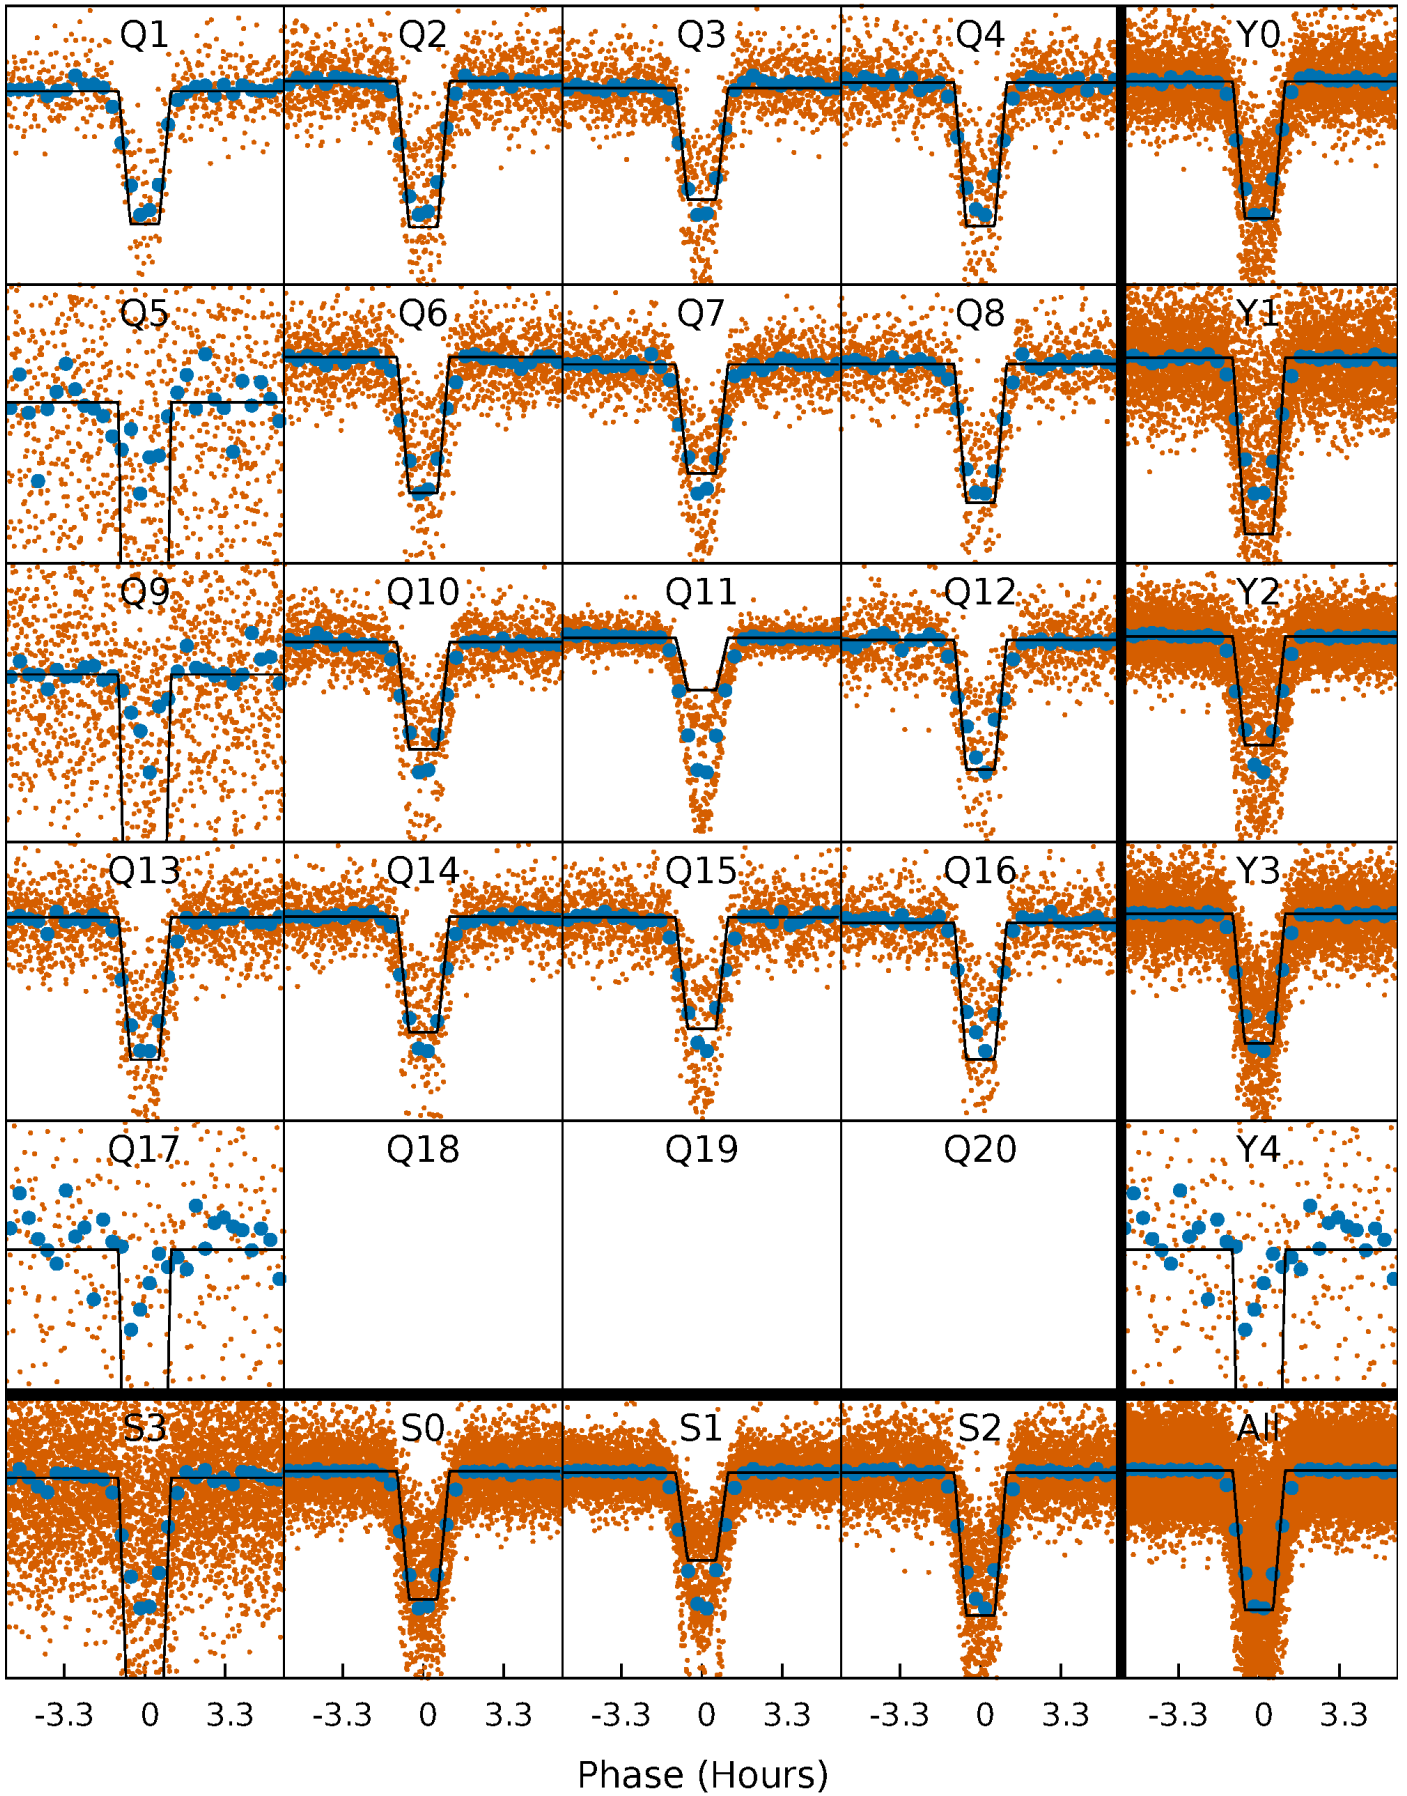 Q1 Q2 Q3 Q4 Y0
Q5 Q6 Q7 Q8 Y1
Q9 Q10 Q11 Q12 Y2
Q13 Q14 Q15 Q16 Y3
Q17 Q18 Q19 Q20 Y4
S3 S0 S1 S2 All
-3.3 0 3.3 -3.3 0 3.3 -3.3 0 3.3 -3.3 0 3.3 -3.3 0 3.3
Phase (Hours)